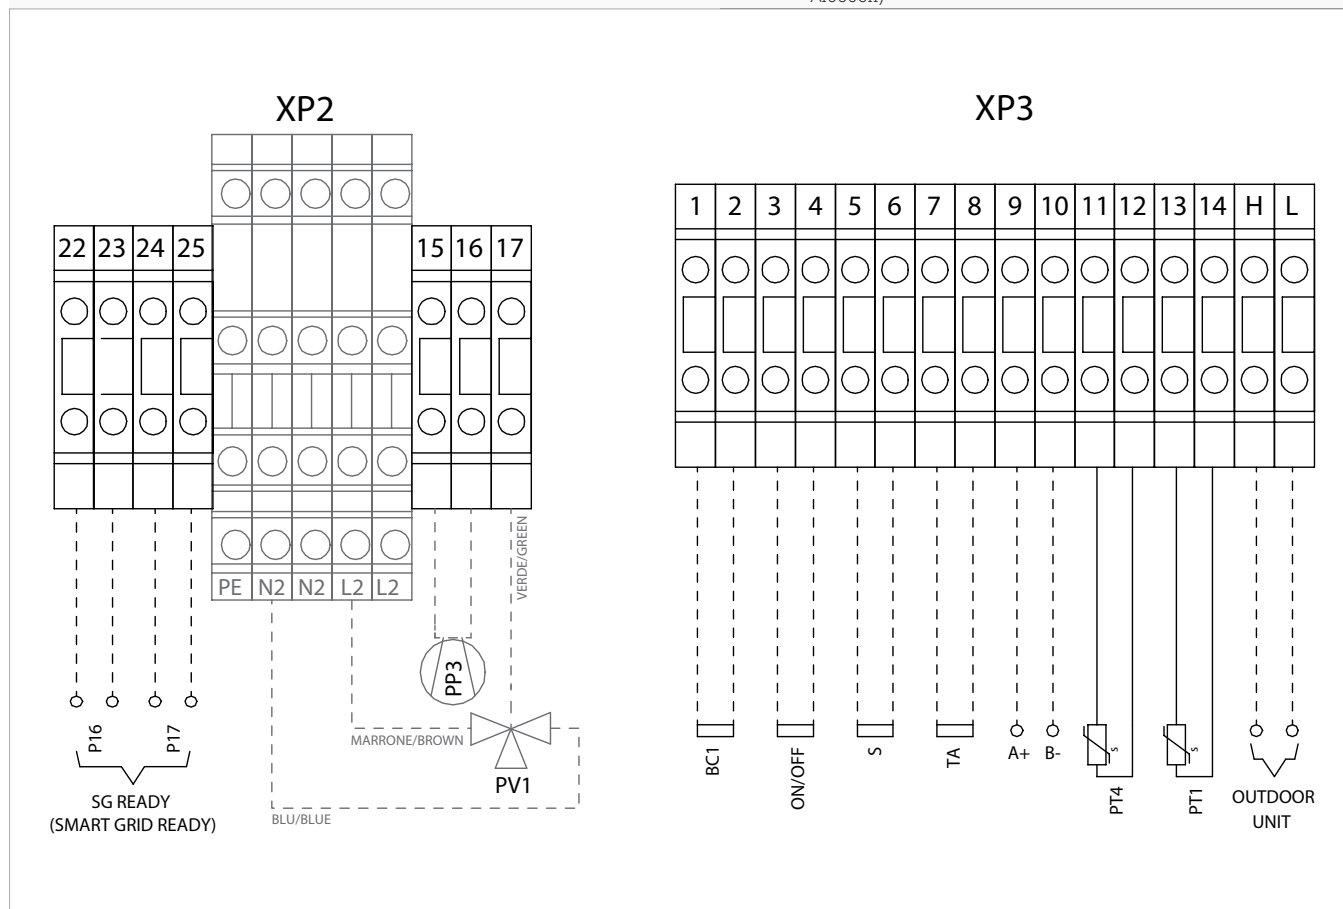 XP2
XP3
22 23 24 25
15 16 17
1 2 3 4 5 6 7 8 9 10 11 12 13 14 H L
PE N2 N2 L2 L2
VERDE/GREEN
PP3
MARRONE/BROWN
PV1
BLU/BLUE
P16
P17
SG READY
(SMART GRID READY)
BC1
ON/OFF
S
TA
A+
B-
s
PT4
s
PT1
OUTDOOR
UNIT